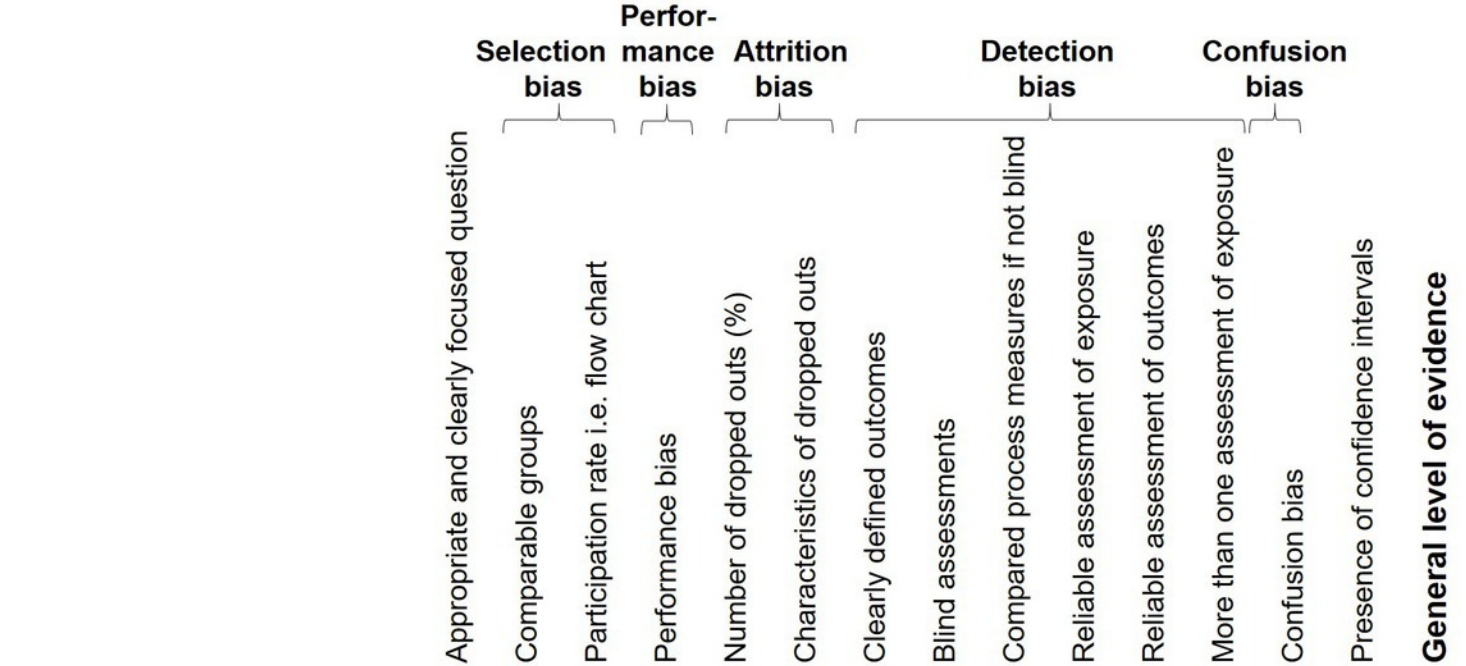 Selection bias
Perfor-
mance
bias
Attrition
bias
Detection
bias
Confusion
bias
Appropriate and clearly focused question
Comparable groups
Participation rate i.e. flow chart
Performance bias
Number of dropped outs (%)
Characteristics of dropped outs
Clearly defined outcomes
Blind assessments
Compared process measures if not blind
Reliable assessment of exposure
Reliable assessment of outcomes
More than one assessment of exposure
Confusion bias
Presence of confidence intervals
General level of evidence